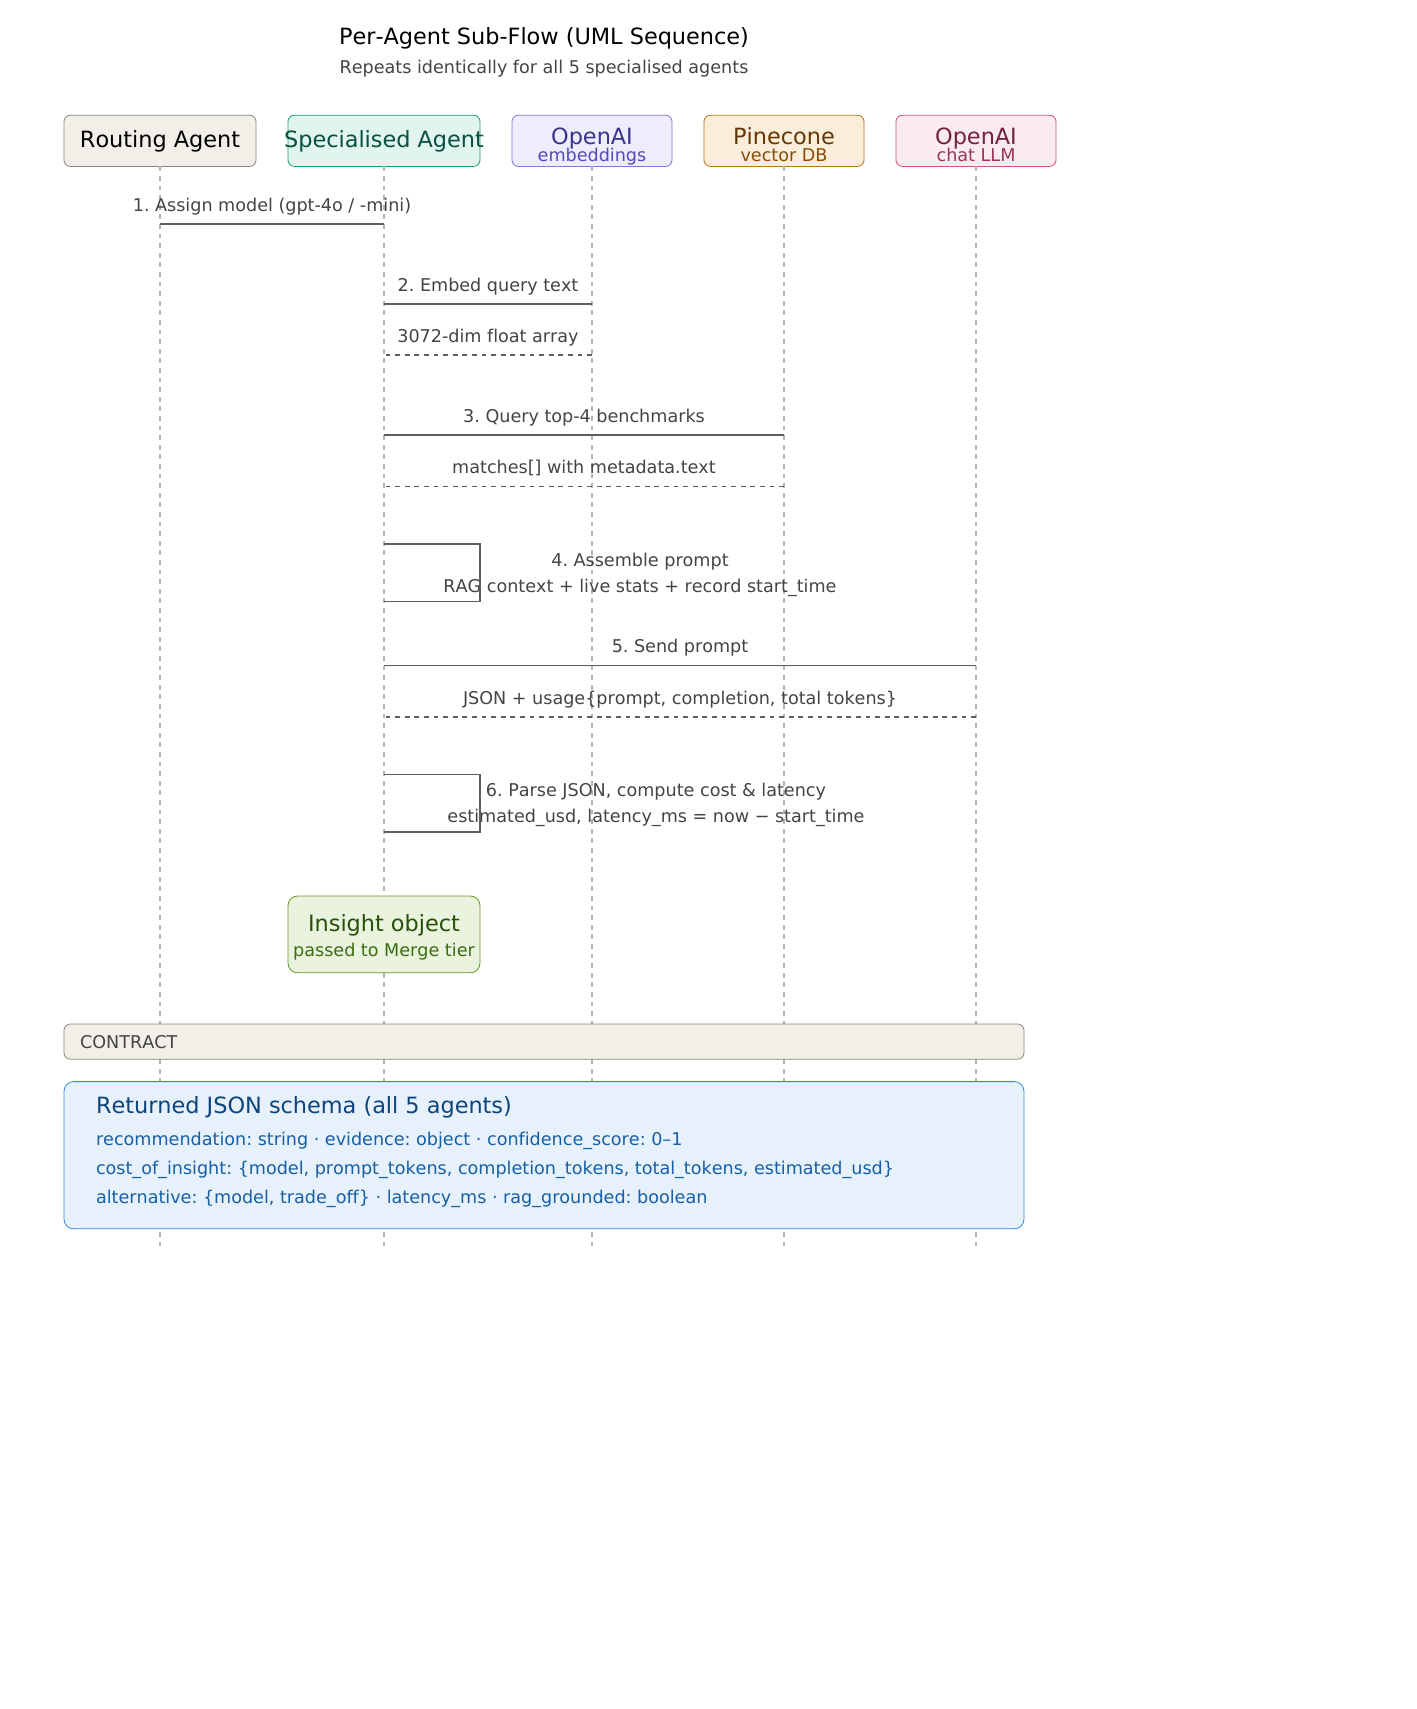 Per-Agent Sub-Flow (UML Sequence)
Repeats identically for all 5 specialised agents
Routing Agent
Specialised Agent
OpenAI
embeddings
Pinecone
vector DB
OpenAI
chat LLM
1. Assign model (gpt-4o / -mini)
2. Embed query text
3072-dim float array
3. Query top-4 benchmarks
matches[] with metadata.text
4. Assemble prompt
RAG context + live stats + record start_time
5. Send prompt
JSON + usage{prompt, completion, total tokens}
6. Parse JSON, compute cost & latency
estimated_usd, latency_ms = now − start_time
Insight object
passed to Merge tier
CONTRACT
Returned JSON schema (all 5 agents)
recommendation: string · evidence: object · confidence_score: 0–1
cost_of_insight: {model, prompt_tokens, completion_tokens, total_tokens, estimated_usd}
alternative: {model, trade_off} · latency_ms · rag_grounded: boolean